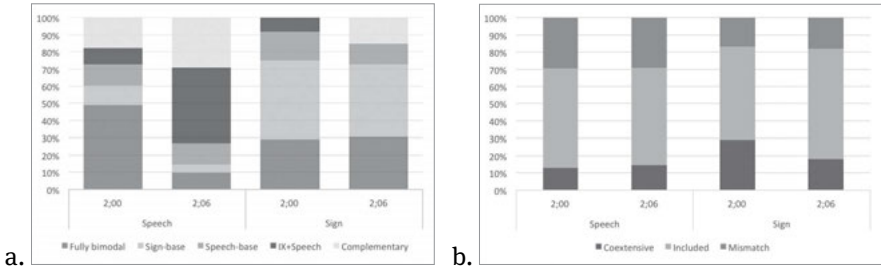 100%
90%
80%
70%
60%
50%
40%
30%
20%
10%
0%
2;00 2;06 2;00 2;06
Speech Sign
Fully bimodal Sign-base Speech-base IX+Speech Complementary
a.
100%
90%
80%
70%
60%
50%
40%
30%
20%
10%
0%
2;00 2;06 2;00 2;06
Speech Sign
Coextensive Included Mismatch
b.